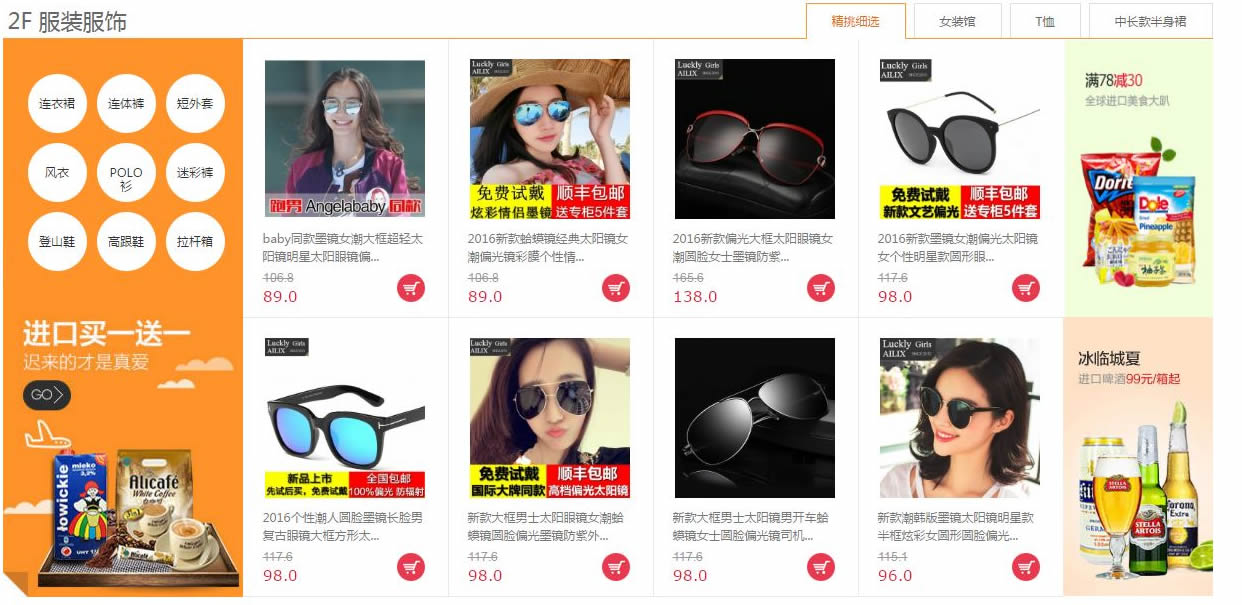 2F 服装服饰
精挑细选
女装馆
T恤
中长款半身裙
连衣裙
连体裤
短外套
风衣
POLO
衫
迷彩裤
登山鞋
高跟鞋
拉杆箱
进口买一送一
迟来的才是真爱
GO
mleko
3,2%
łowickie
UHT
Alicafé
White Coffee
跑男 Angelababy 同款
baby同款墨镜女潮大框超轻太
阳镜明星太阳眼镜偏...
106.8
89.0
Luckly Girls
AILIX
免费试戴
顺丰包邮
炫彩情侣墨镜
送专柜5件套
2016新款蛤蟆镜经典太阳镜女
潮偏光镜彩膜个性情...
106.8
89.0
Luckly Girls
AILIX
2016新款偏光大框太阳眼镜女
潮圆脸女士墨镜防紫...
165.6
138.0
Luckly Girls
AILIX
免费试戴
顺丰包邮
新款文艺偏光
送专柜5件套
2016新款墨镜女潮偏光太阳镜
女个性明星款圆形眼...
117.6
98.0
满78减30
全球进口美食大趴
Dorit
Dole
Pineapple
柚子茶
Luckly Girls
AILIX
新品上市
全国包邮
先试后买，免费试戴
100%偏光 防辐射
2016个性潮人圆脸墨镜长脸男
复古眼镜大框方形太...
117.6
98.0
Luckly Girls
AILIX
免费试戴
顺丰包邮
国际大牌同款
高档偏光太阳镜
新款大框男士太阳眼镜女潮蛤
蟆镜圆脸偏光墨镜防紫外...
117.6
98.0
新款大框男士太阳镜男开车蛤
蟆镜女士圆脸偏光镜司机...
117.6
98.0
Luckly Girls
AILIX
新款潮韩版墨镜太阳镜明星款
半框炫彩女圆形圆脸偏光...
115.1
96.0
冰临城夏
进口啤酒99元/箱起
STELLA
ARTOIS
STELLA
ARTOIS
Corona
Extra